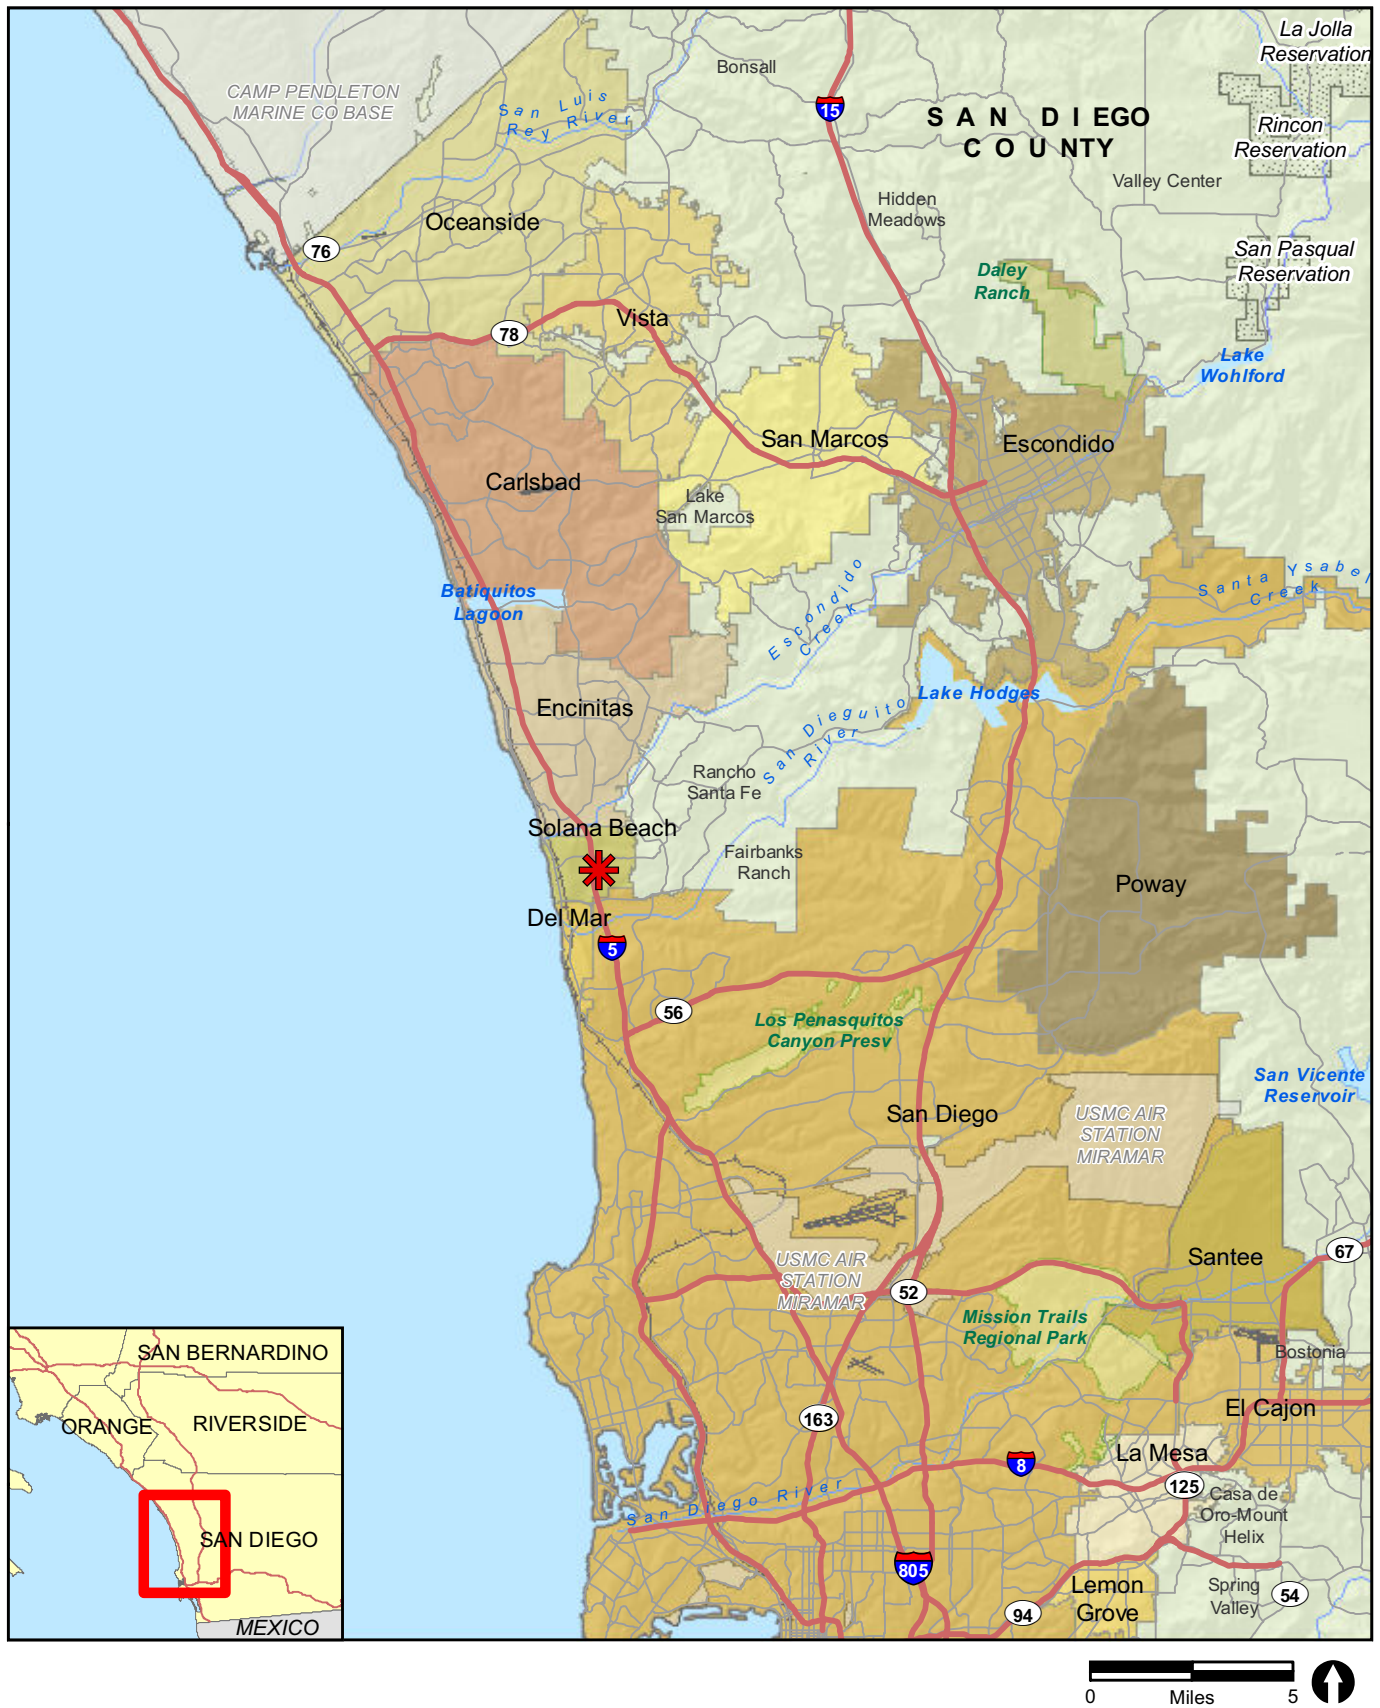 La Jolla
Reservation
Bonsall
CAMP PENDLETON
MARINE CO BASE
San Luis
Rey River
15
SAN DIEGO
COUNTY
Rincon
Reservation
Valley Center
Hidden
Meadows
Oceanside
76
San Pasqual
Reservation
Daley
Ranch
Vista
78
Lake
Wohlford
San Marcos
Escondido
Carlsbad
Lake
San Marcos
Escondido
Creek
Santa Ysabel
Creek
Batiquitos
Lagoon
Encinitas
Lake Hodges
San Dieguito
River
Rancho
Santa Fe
Solana Beach
Fairbanks
Ranch
Poway
Del Mar
5
56
Los Penasquitos
Canyon Presv
San Vicente
Reservoir
San Diego
USMC AIR
STATION
MIRAMAR
Santee
67
USMC AIR
STATION
MIRAMAR
52
Mission Trails
Regional Park
Bostonia
El Cajon
163
La Mesa
8
125
San Diego River
Casa de
Oro-Mount
Helix
805
Lemon
Grove
Spring
Valley
54
94
SAN BERNARDINO
ORANGE
RIVERSIDE
SAN DIEGO
MEXICO
0 Miles 5